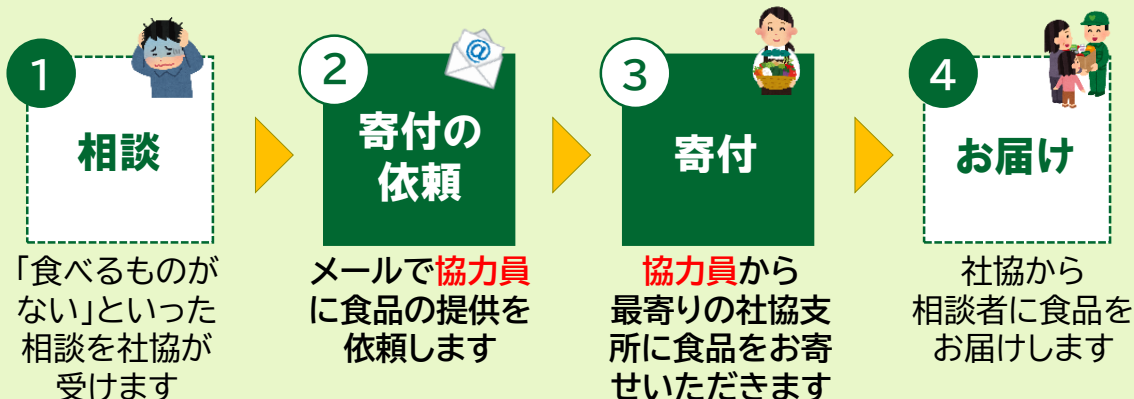 1
相談
「食べるものが
ない」といった
相談を社協が
受けます
2
寄付の
依頼
メールで協力員
に食品の提供を
依頼します
3
寄付
協力員から
最寄りの社協支
所に食品をお寄
せいただきます
4
お届け
社協から
相談者に食品を
お届けします